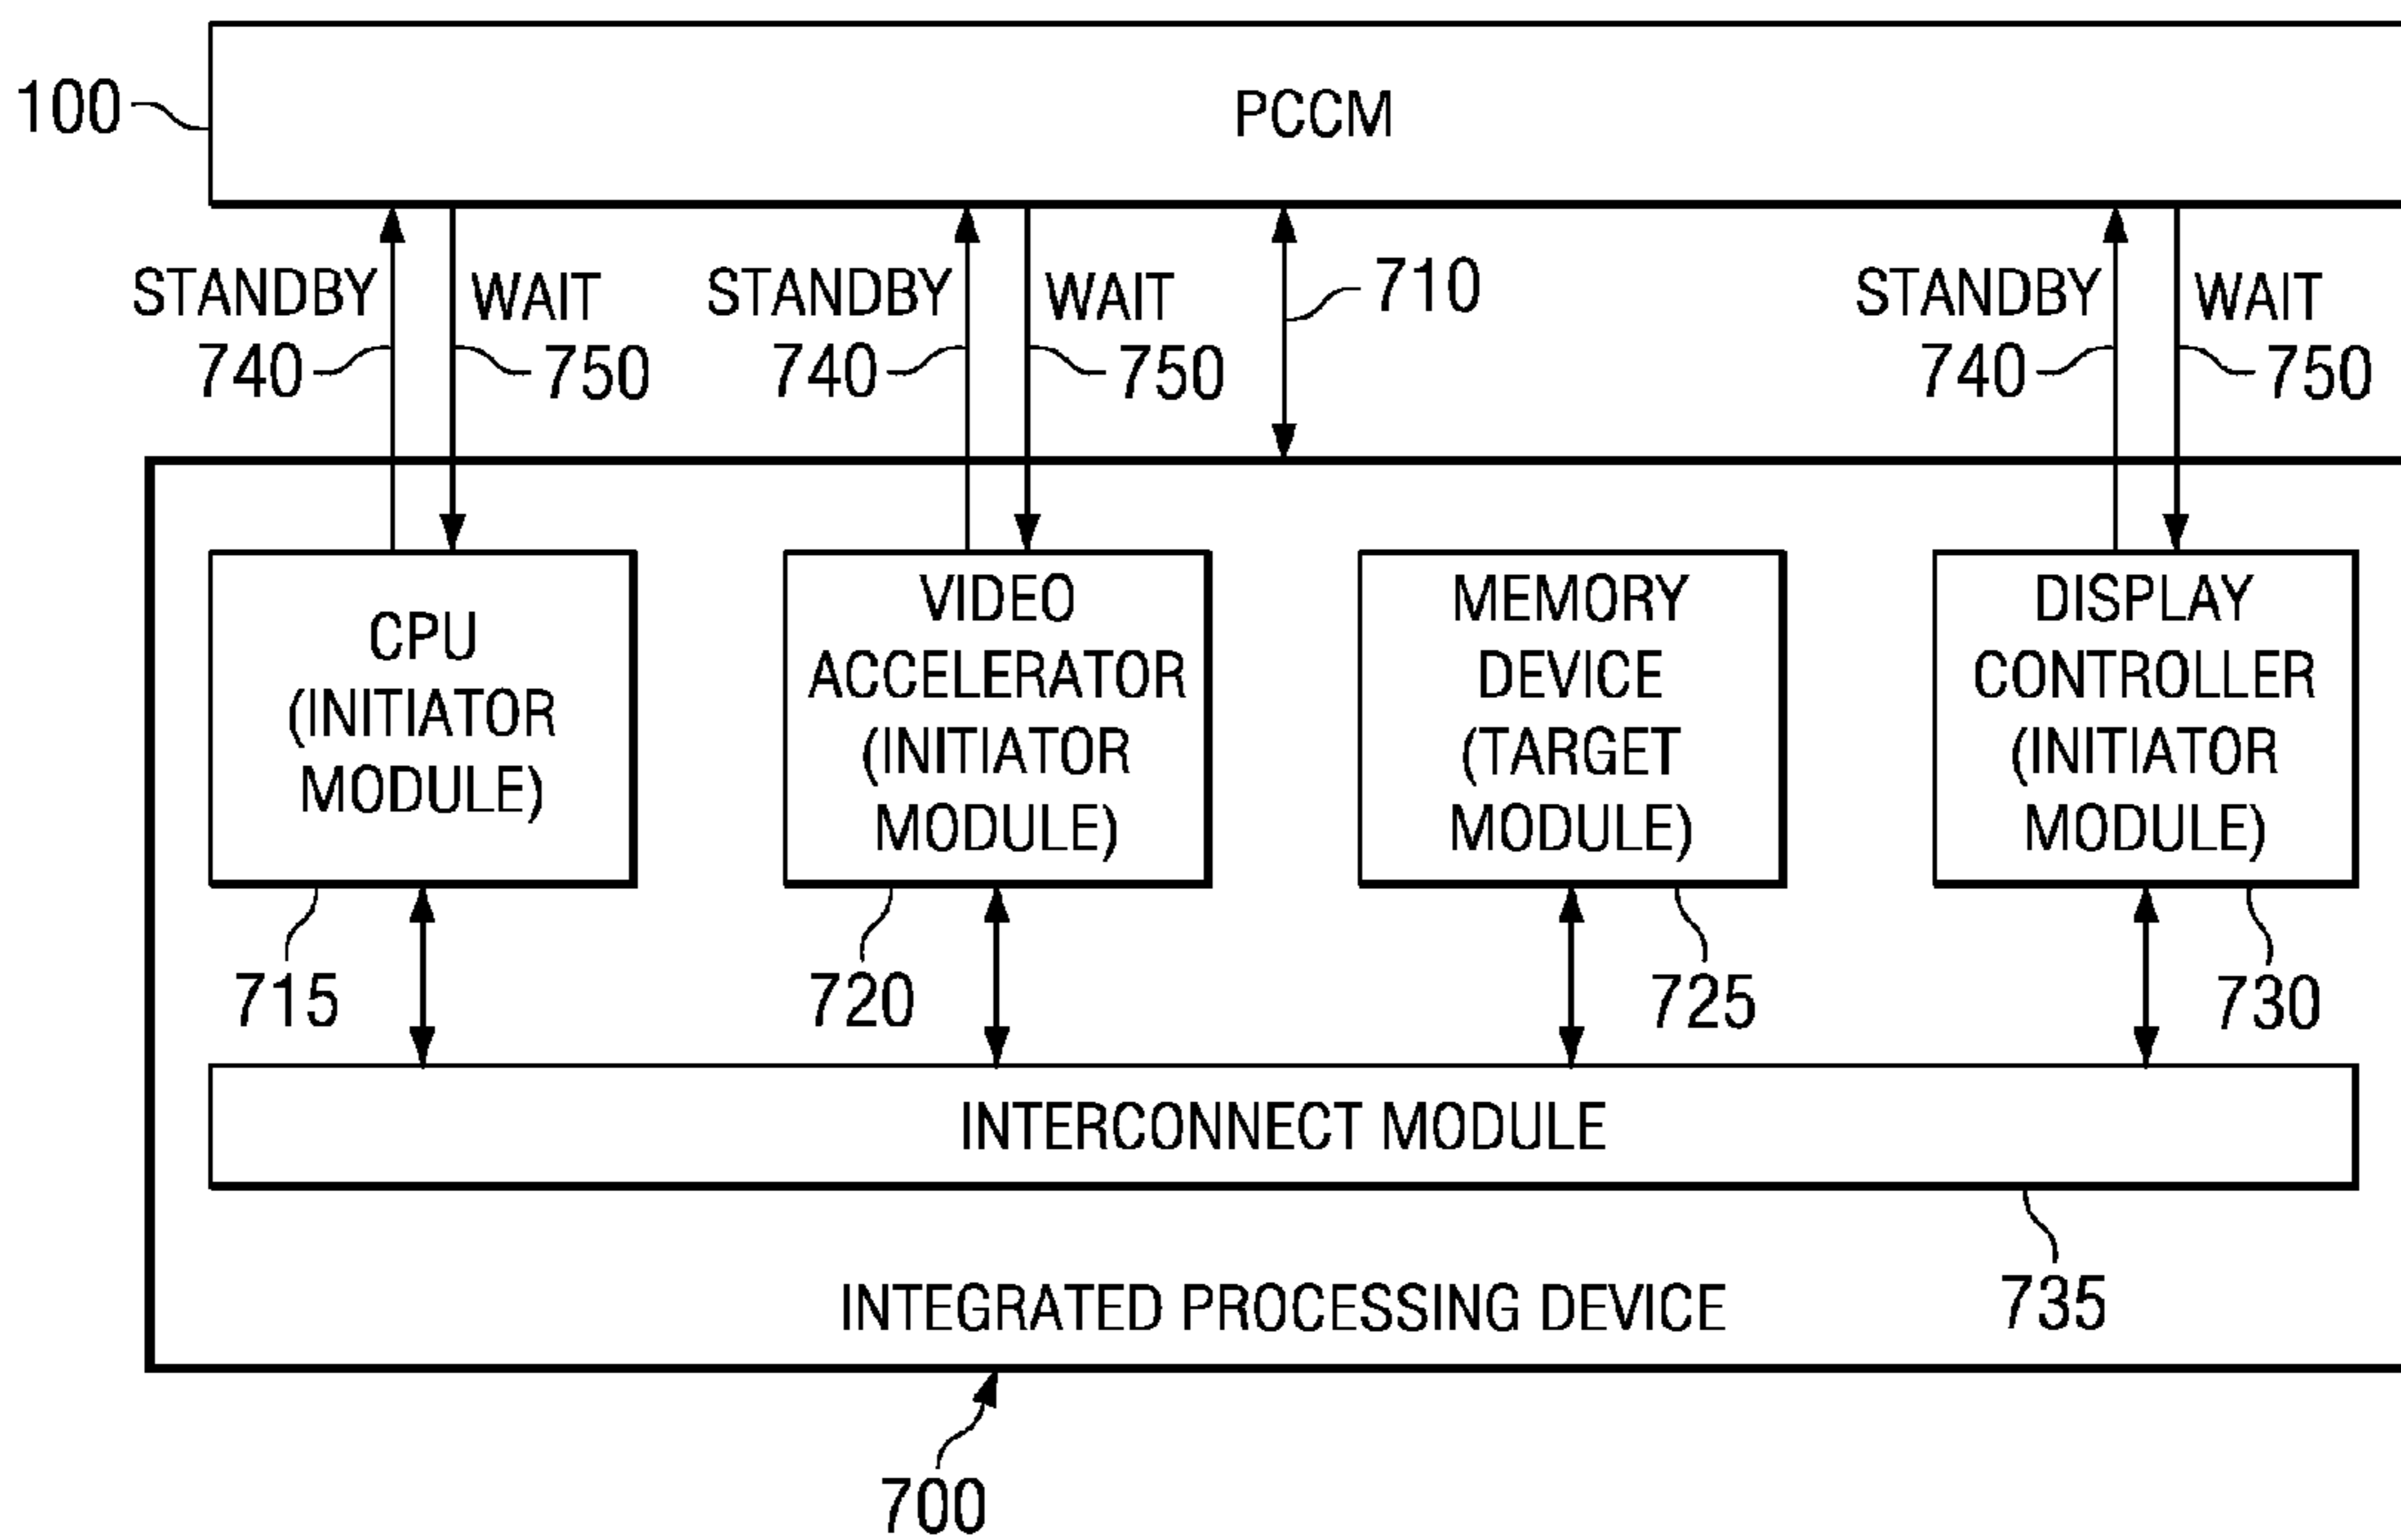 PCCM
100
STANDBY
WAIT
740
750
STANDBY
WAIT
740
750
710
STANDBY
WAIT
740
750
CPU
(INITIATOR
MODULE)
715
VIDEO
ACCELERATOR
(INITIATOR
MODULE)
720
MEMORY
DEVICE
(TARGET
MODULE)
725
DISPLAY
CONTROLLER
(INITIATOR
MODULE)
730
INTERCONNECT MODULE
735
INTEGRATED PROCESSING DEVICE
700